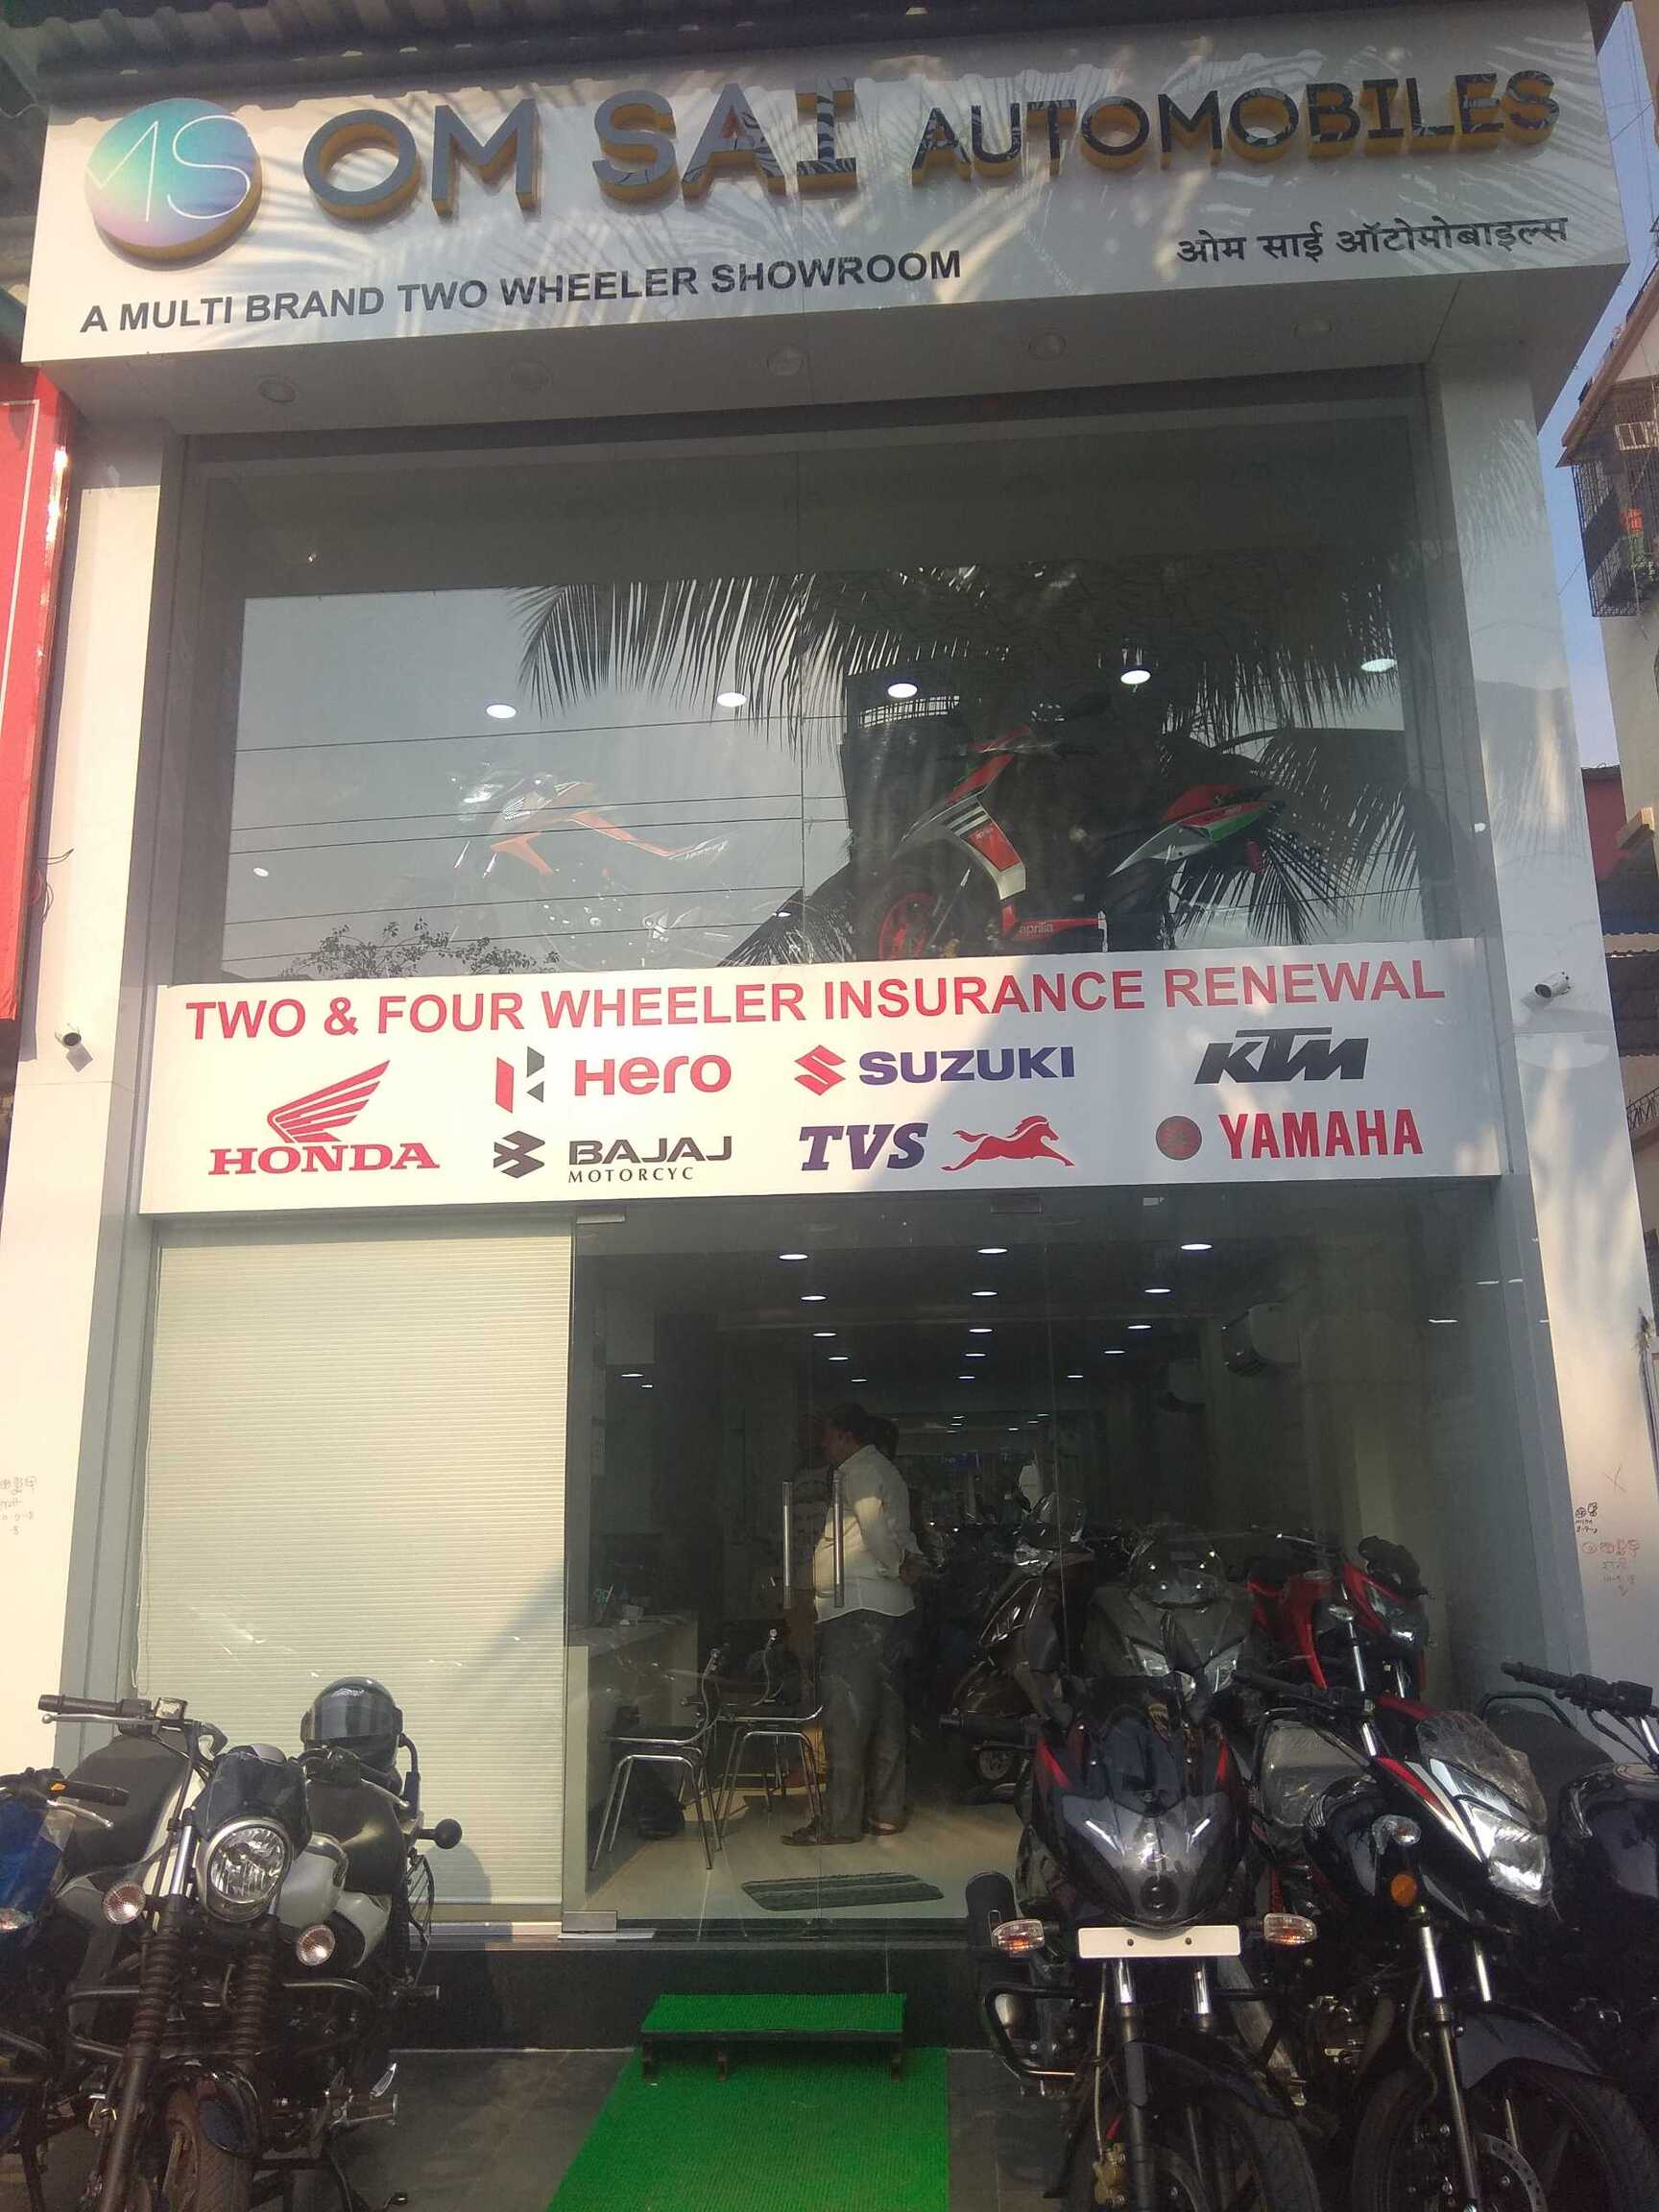 OM SAI AUTOMOBILES
ओम साई ऑटोमोबाइल्स
A MULTI BRAND TWO WHEELER SHOWROOM
aprilia
TWO & FOUR WHEELER INSURANCE RENEWAL
Hero SUZUKI KTM
HONDA BAJAJ TVS YAMAHA
MOTORCYC